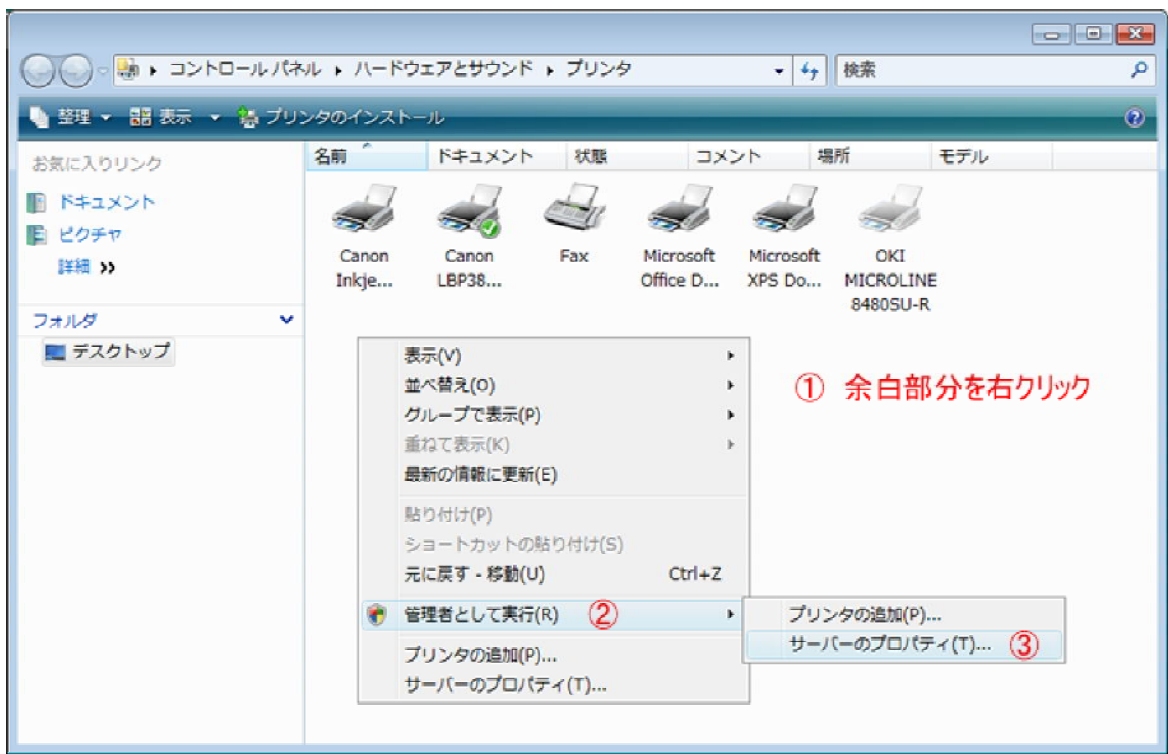 コントロール パネル ▸ ハードウェアとサウンド ▸ プリンタ
検索
整理 表示 プリンタのインストール
お気に入りリンク
ドキュメント
ピクチャ
詳細 »
フォルダ
デスクトップ
名前 ドキュメント 状態 コメント 場所 モデル
Canon
Inkje...
Canon
LBP38...
Fax
Microsoft
Office D...
Microsoft
XPS Do...
OKI
MICROLINE
8480SU-R
① 余白部分を右クリック
表示(V)
並べ替え(O)
グループで表示(P)
重ねて表示(K)
最新の情報に更新(E)
貼り付け(P)
ショートカットの貼り付け(S)
元に戻す - 移動(U) Ctrl+Z
管理者として実行(R) ②
プリンタの追加(P)...
サーバーのプロパティ(T)...
プリンタの追加(P)...
サーバーのプロパティ(T)... ③